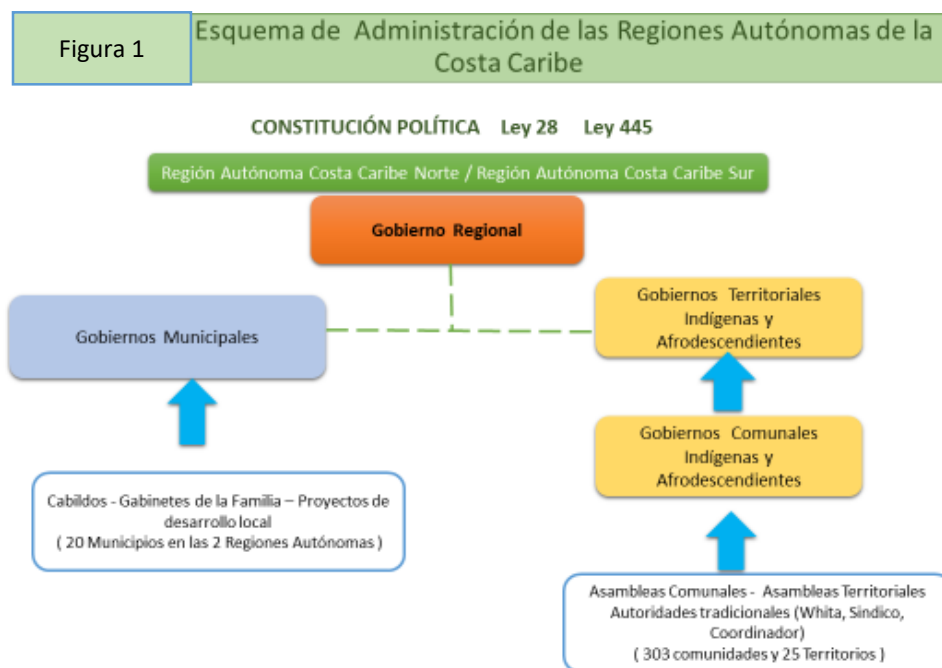 Figura 1
Esquema de Administración de las Regiones Autónomas de la
Costa Caribe
CONSTITUCIÓN POLÍTICA Ley 28 Ley 445
Región Autónoma Costa Caribe Norte / Región Autónoma Costa Caribe Sur
Gobierno Regional
Gobiernos Municipales
Cabildos - Gabinetes de la Familia – Proyectos de
desarrollo local
( 20 Municipios en las 2 Regiones Autónomas )
Gobiernos Territoriales
Indígenas y
Afrodescendientes
Gobiernos Comunales
Indígenas y
Afrodescendientes
Asambleas Comunales - Asambleas Territoriales
Autoridades tradicionales (Whita, Sindico,
Coordinador)
( 303 comunidades y 25 Territorios )